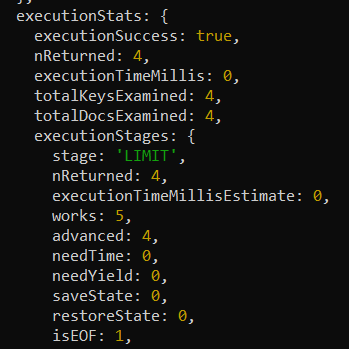 },
executionStats: {
executionSuccess: true,
nReturned: 4,
executionTimeMillis: 0,
totalKeysExamined: 4,
totalDocsExamined: 4,
executionStages: {
stage: 'LIMIT',
nReturned: 4,
executionTimeMillisEstimate: 0,
works: 5,
advanced: 4,
needTime: 0,
needYield: 0,
saveState: 0,
restoreState: 0,
isEOF: 1,